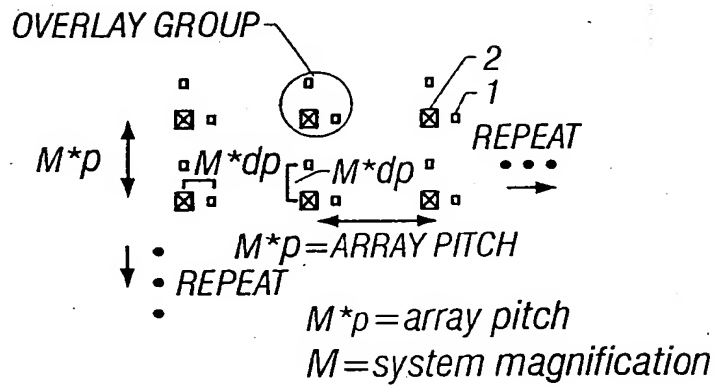 OVERLAY GROUP
2
1
REPEAT
M*p
M*dp
M*dp
M*p=ARRAY PITCH
REPEAT
M*p=array pitch
M=system magnification